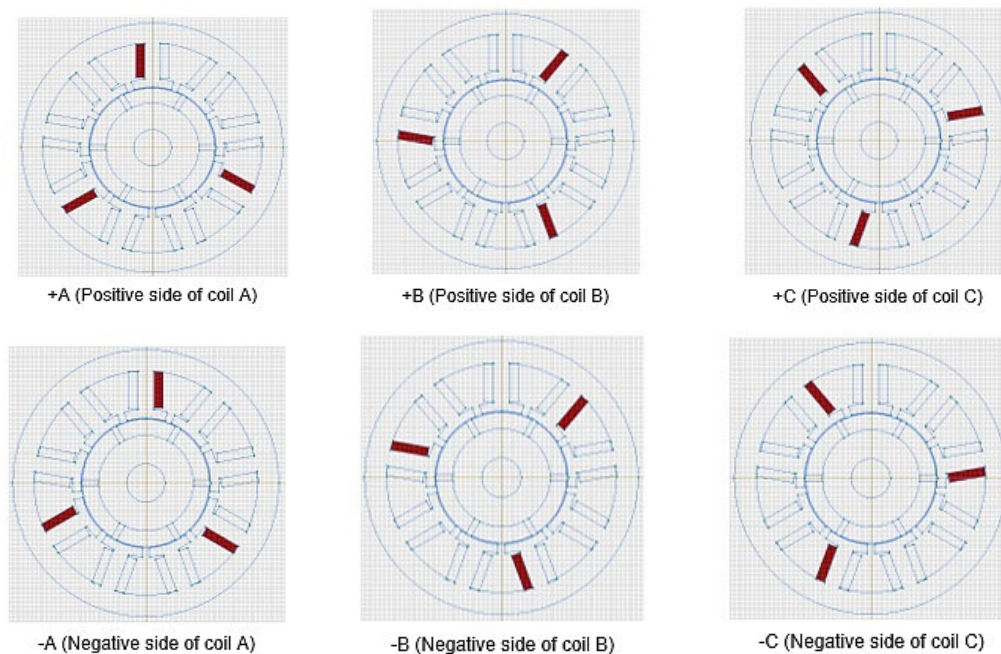 +A (Positive side of coil A)
+B (Positive side of coil B)
+C (Positive side of coil C)
-A (Negative side of coil A)
-B (Negative side of coil B)
-C (Negative side of coil C)